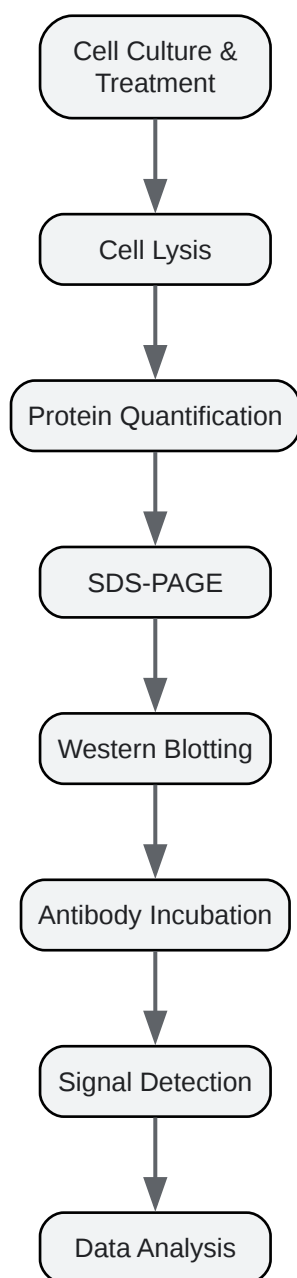 Cell Culture &
Treatment
Cell Lysis
Protein Quantification
SDS-PAGE
Western Blotting
Antibody Incubation
Signal Detection
Data Analysis